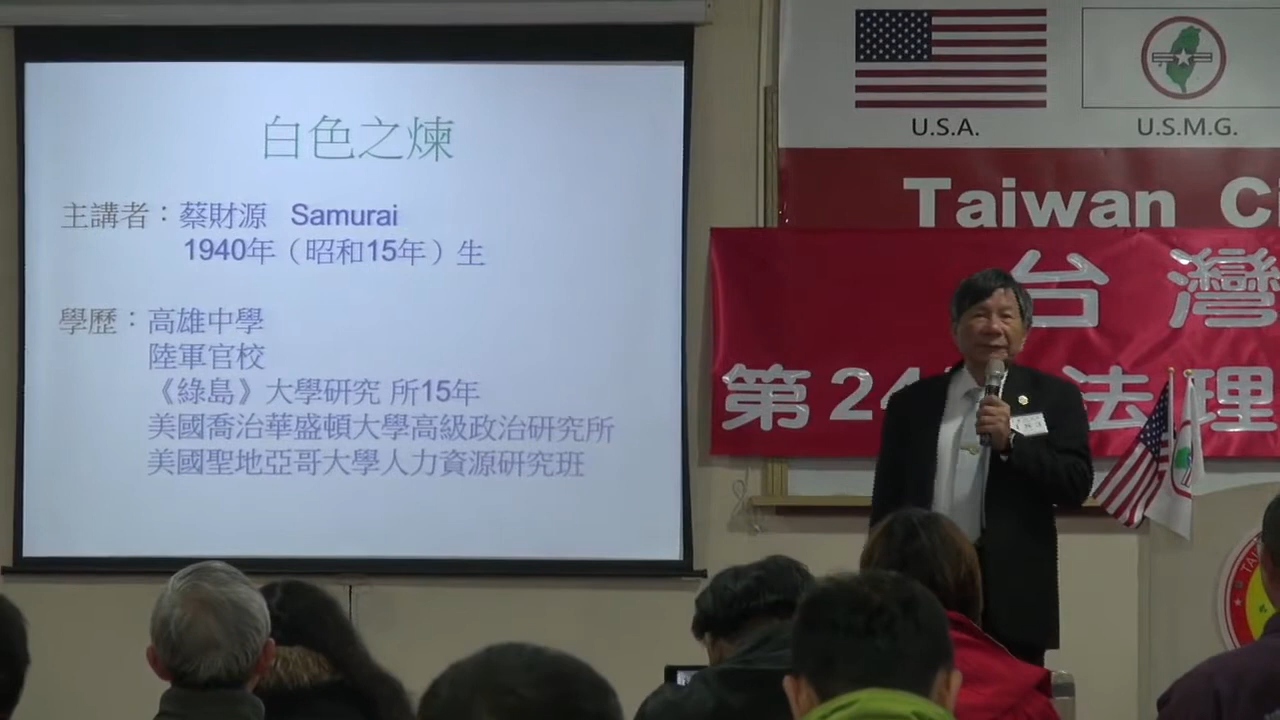 白色之煉
主講者：蔡財源 Samurai
1940年（昭和15年）生
學歷：高雄中學
陸軍官校
《綠島》大學研究 所15年
美國喬治華盛頓大學高級政治研究所
美國聖地亞哥大學人力資源研究班
U.S.A.
U.S.M.G.
Taiwan Ci
台灣
第24 法理